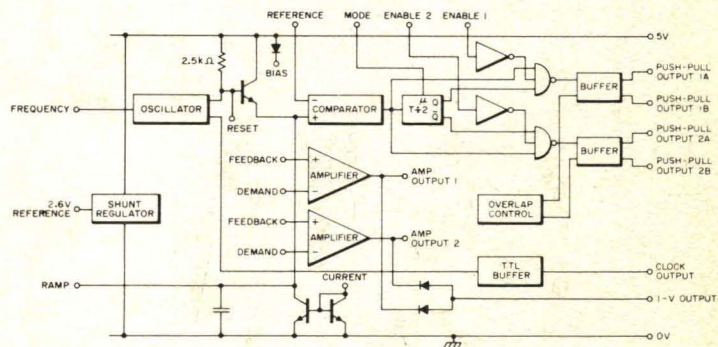 REFERENCE MODE ENABLE 2 ENABLE 1
5V
2.5kΩ
BIAS
PUSH-PULL
OUTPUT 1A
BUFFER
FREQUENCY
OSCILLATOR
RESET
COMPARATOR
-
+
μ Q
T÷2
Q̄
PUSH-PULL
OUTPUT 1B
PUSH-PULL
OUTPUT 2A
BUFFER
PUSH-PULL
OUTPUT 2B
FEEDBACK
+
AMPLIFIER
-
DEMAND
AMP
OUTPUT 1
2.6V
REFERENCE
SHUNT
REGULATOR
OVERLAP
CONTROL
FEEDBACK
+
AMPLIFIER
-
DEMAND
AMP
OUTPUT 2
TTL
BUFFER
CLOCK
OUTPUT
CURRENT
RAMP
1-V OUTPUT
0V